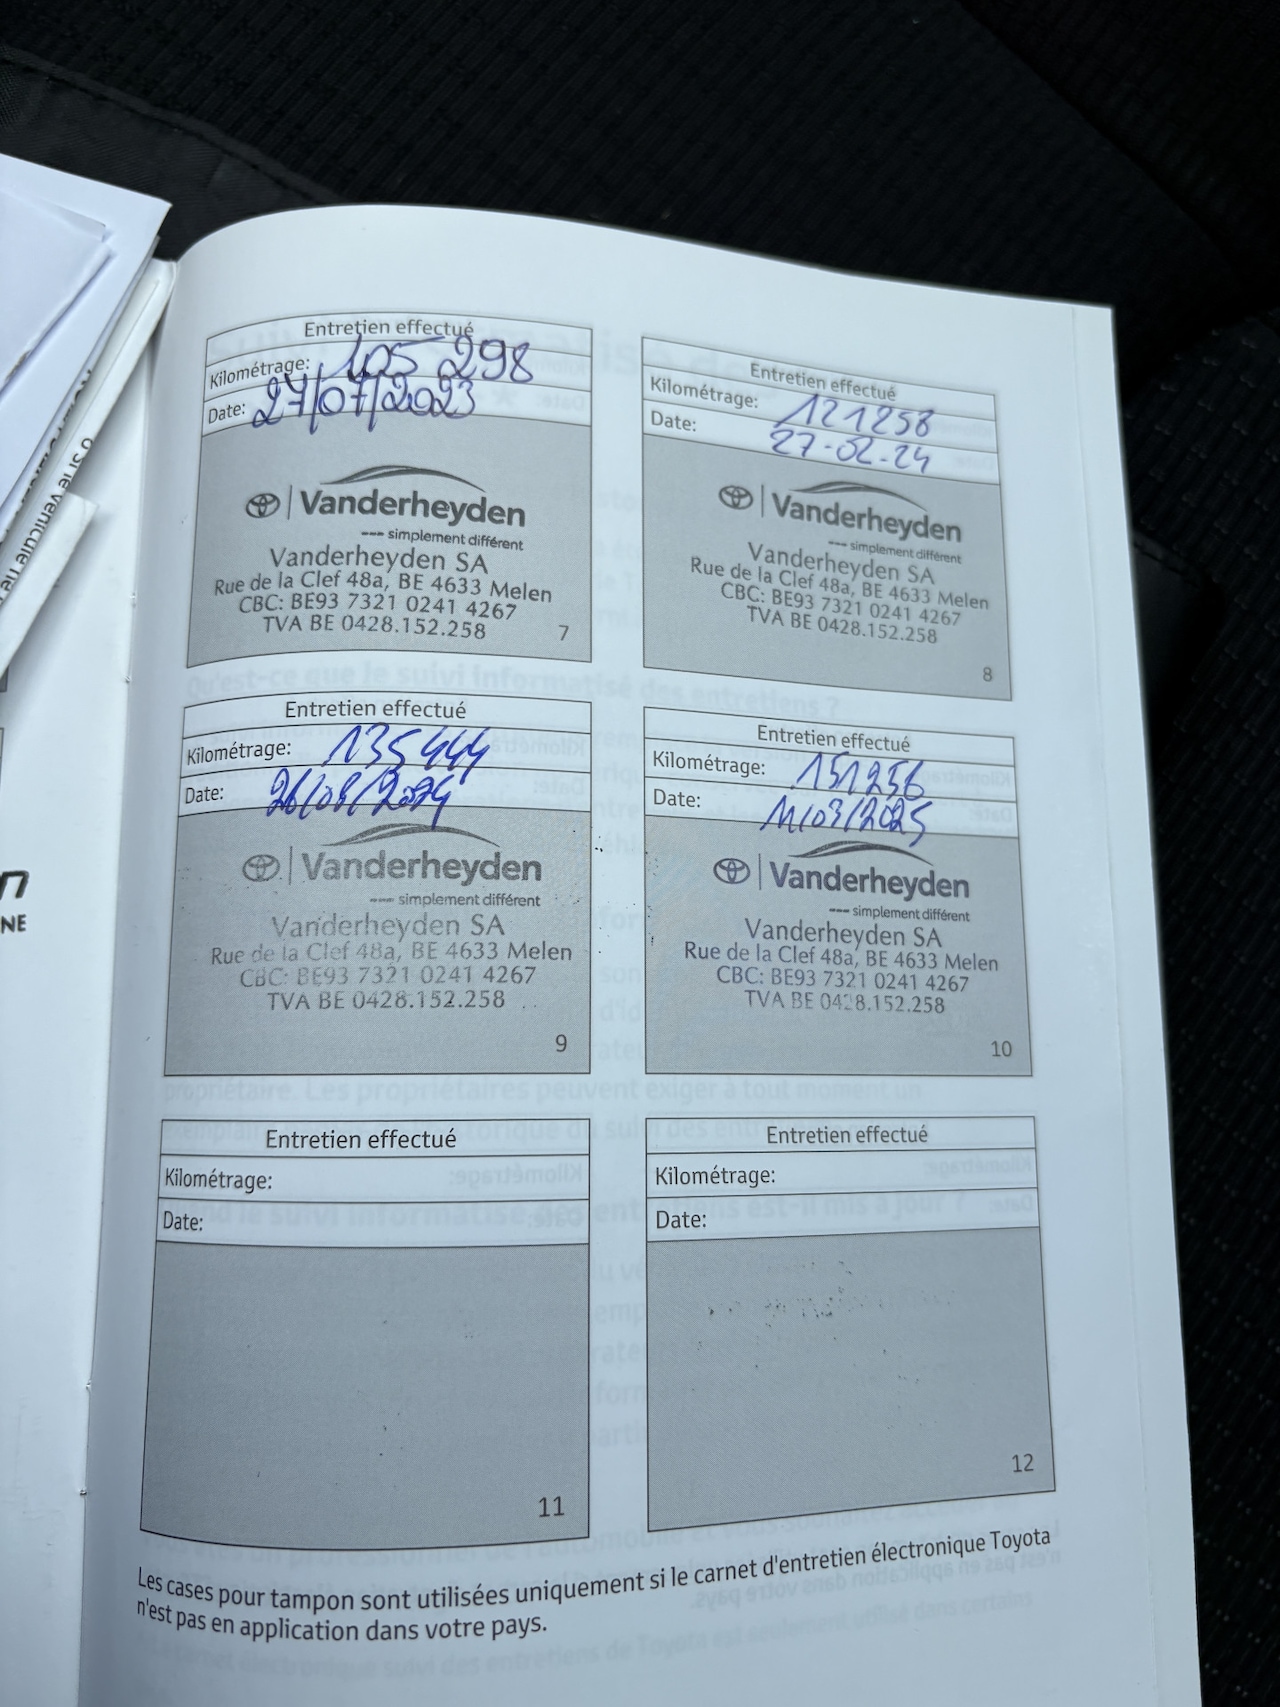 Entretien effectué
Kilométrage: 105 298
Date: 27/07/2023
Vanderheyden
simplement différent
Vanderheyden SA
Rue de la Clef 48a, BE 4633 Melen
CBC: BE93 7321 0241 4267
TVA BE 0428.152.258
7
Entretien effectué
Kilométrage: 121258
Date: 27-02-24
Vanderheyden
simplement différent
Vanderheyden SA
Rue de la Clef 48a, BE 4633 Melen
CBC: BE93 7321 0241 4267
TVA BE 0428.152.258
8
Entretien effectué
Kilométrage: 135444
Date: 26/08/2024
Vanderheyden
simplement différent
Vanderheyden SA
Rue de la Clef 48a, BE 4633 Melen
CBC: BE93 7321 0241 4267
TVA BE 0428.152.258
9
Entretien effectué
Kilométrage: 151256
Date: 11/03/2025
Vanderheyden
simplement différent
Vanderheyden SA
Rue de la Clef 48a, BE 4633 Melen
CBC: BE93 7321 0241 4267
TVA BE 0428.152.258
10
Entretien effectué
Kilométrage:
Date:
11
Entretien effectué
Kilométrage:
Date:
12
Les cases pour tampon sont utilisées uniquement si le carnet d'entretien électronique Toyota
n'est pas en application dans votre pays.